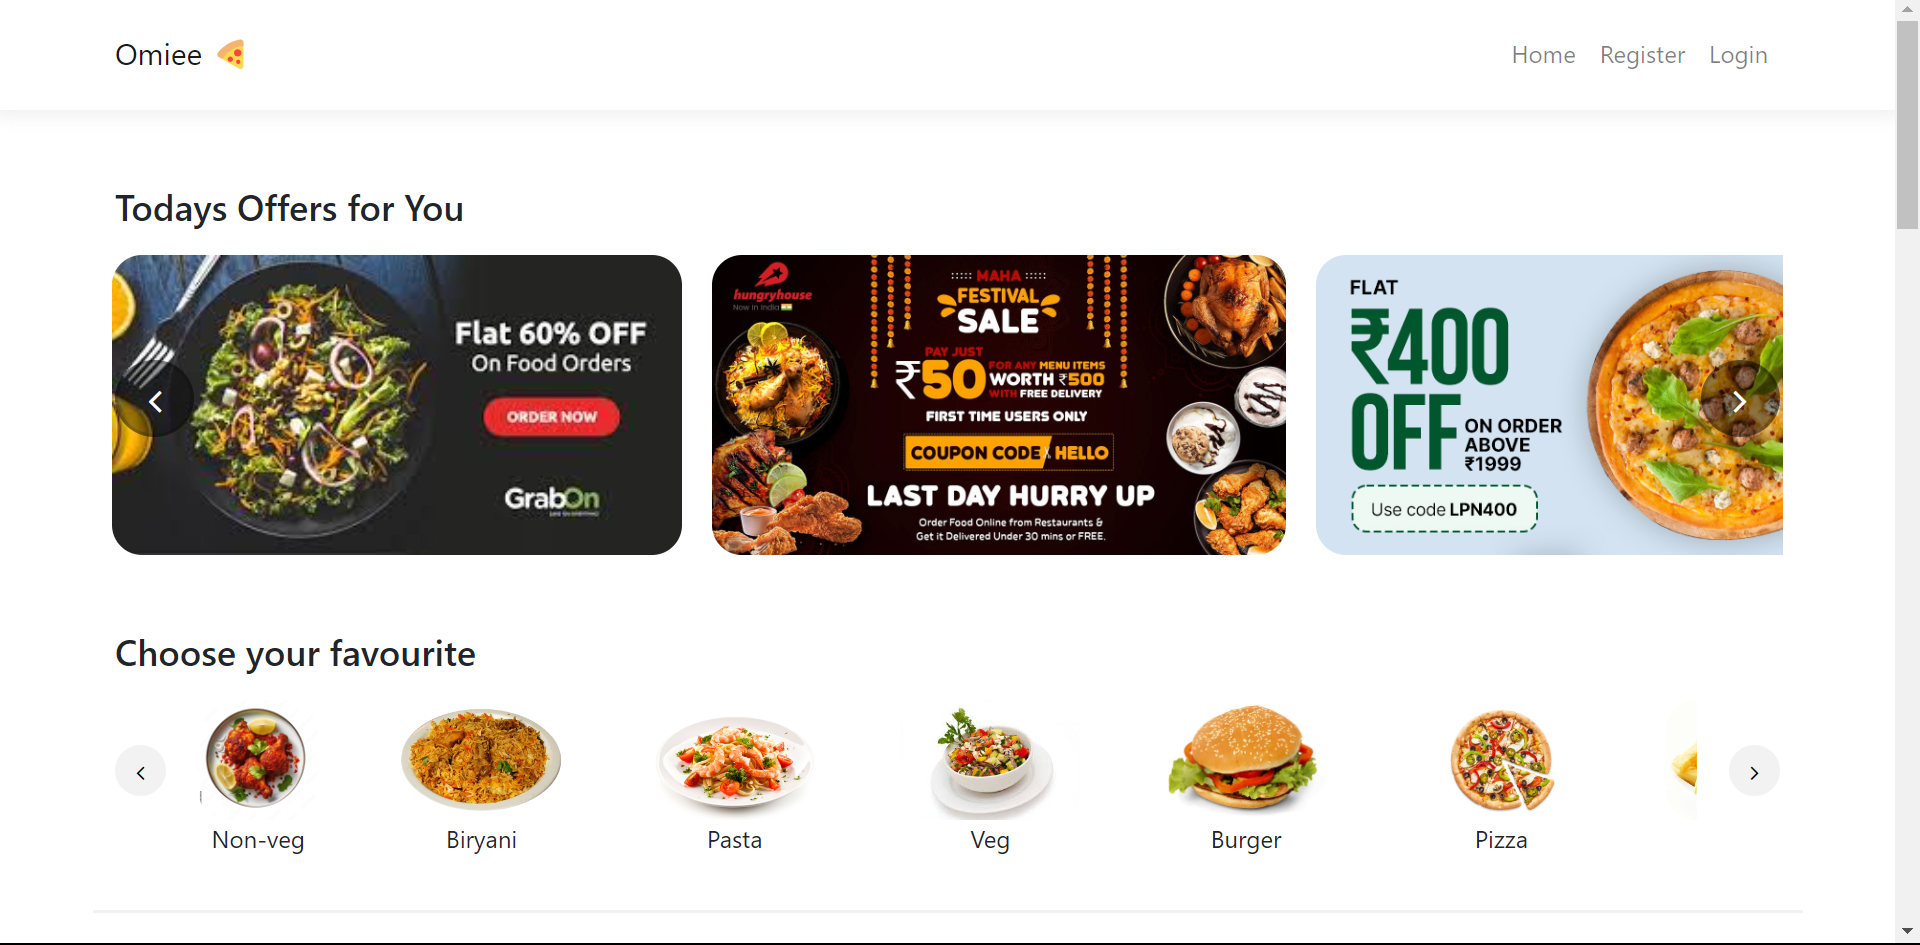 Omiee
Home Register Login
Todays Offers for You
Flat 60% OFF
On Food Orders
ORDER NOW
GrabOn
hungryhouse
Now in India
MAHA
FESTIVAL
SALE
PAY JUST
₹50
FOR ANY MENU ITEMS
WORTH ₹500
WITH FREE DELIVERY
FIRST TIME USERS ONLY
COUPON CODE HELLO
LAST DAY HURRY UP
Order Food Online from Restaurants &
Get it Delivered Under 30 mins or FREE.
FLAT
₹400
OFF
ON ORDER
ABOVE
₹1999
Use code LPN400
Choose your favourite
Non-veg
Biryani
Pasta
Veg
Burger
Pizza